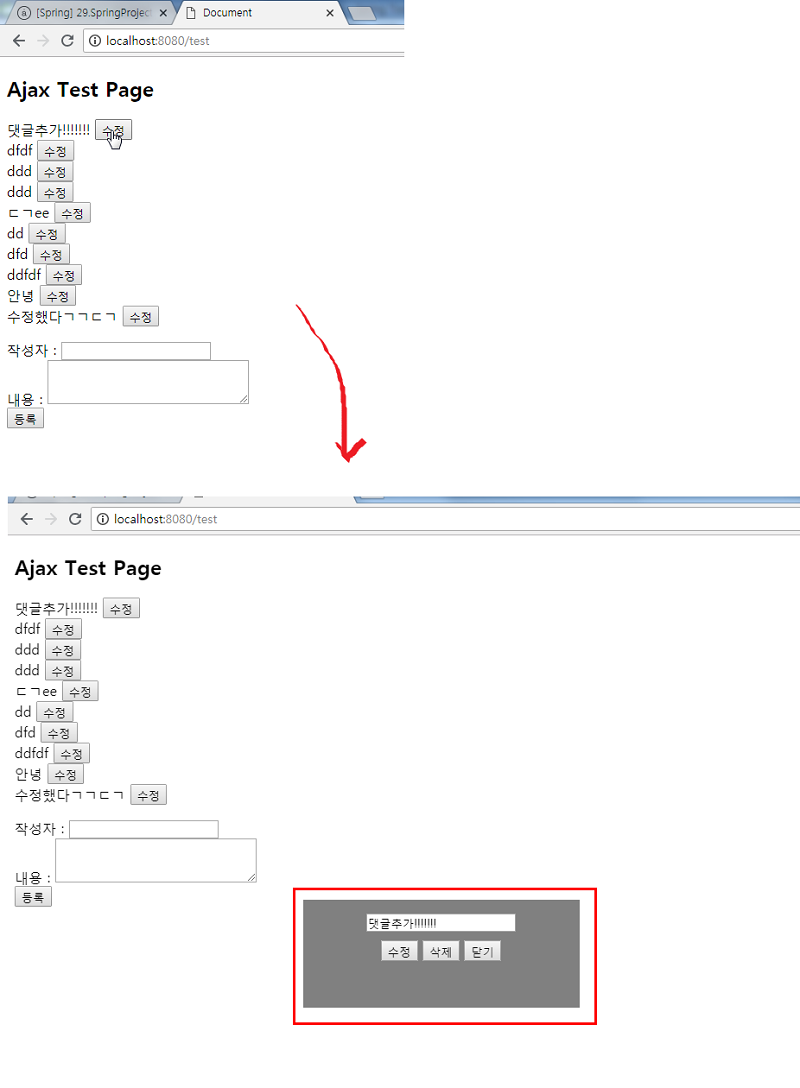 [Spring] 29.SpringProject Document
localhost:8080/test
Ajax Test Page
댓글추가!!!!!!! 수정
dfdf 수정
ddd 수정
ddd 수정
ㄷㄱee 수정
dd 수정
dfd 수정
ddfdf 수정
안녕 수정
수정했다ㄱㄱㄷㄱ 수정
작성자 :
내용 :
등록
localhost:8080/test
Ajax Test Page
댓글추가!!!!!!! 수정
dfdf 수정
ddd 수정
ddd 수정
ㄷㄱee 수정
dd 수정
dfd 수정
ddfdf 수정
안녕 수정
수정했다ㄱㄱㄷㄱ 수정
작성자 :
내용 :
등록
댓글추가!!!!!!!
수정 삭제 닫기